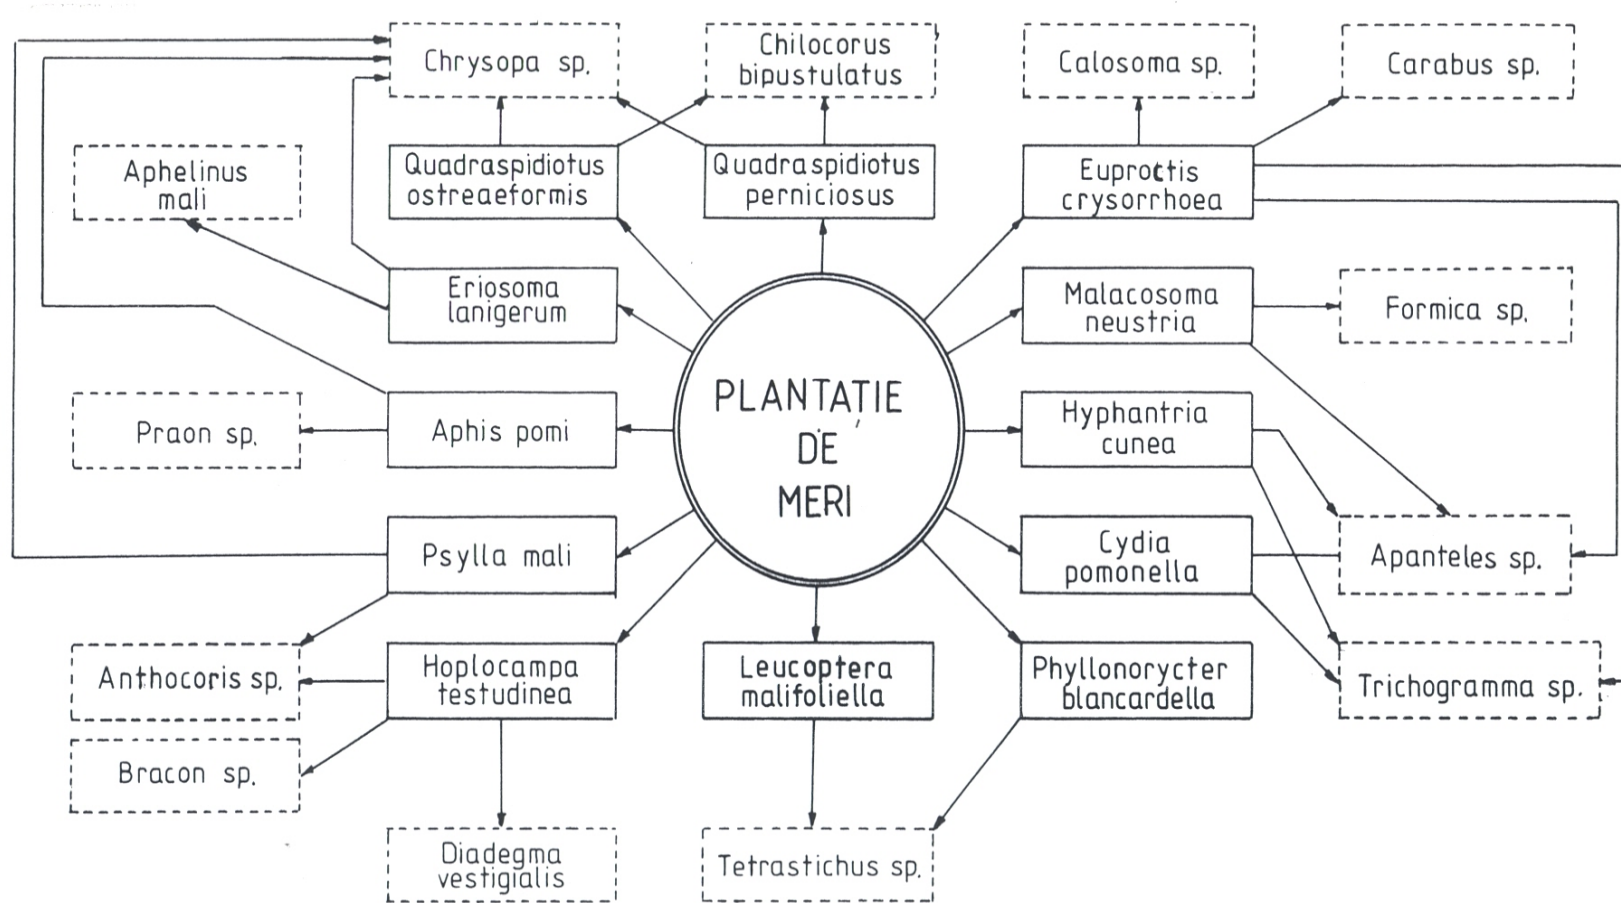 Chrysopa sp.
Chilocorus
bipustulatus
Calosoma sp.
Carabus sp.
Aphelinus
mali
Quadraspidiotus
ostreaeformis
Quadraspidiotus
perniciosus
Euproctis
crysorrhoea
Eriosoma
lanigerum
Malacosoma
neustria
Formica sp.
PLANTAȚIE
DE
MERI
Praon sp.
Aphis pomi
Hyphantria
cunea
Psylla mali
Cydia
pomonella
Apanteles sp.
Anthocoris sp.
Hoplocampa
testudinea
Leucoptera
malifoliella
Phyllonorycter
blancardella
Trichogramma sp.
Bracon sp.
Diadegma
vestigialis
Tetrastichus sp.